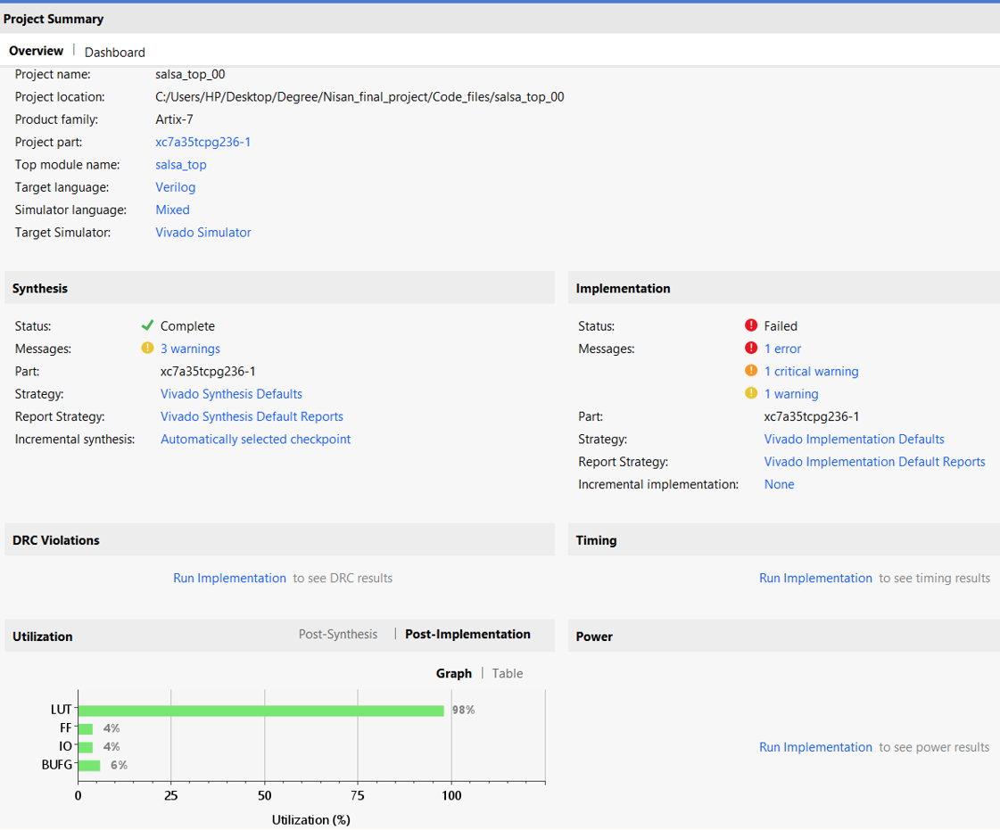 Project Summary
Overview | Dashboard
Project name: salsa_top_00
Project location: C:/Users/HP/Desktop/Degree/Nisan_final_project/Code_files/salsa_top_00
Product family: Artix-7
Project part: xc7a35tcpg236-1
Top module name: salsa_top
Target language: Verilog
Simulator language: Mixed
Target Simulator: Vivado Simulator
Synthesis
Status: Complete
Messages: 3 warnings
Part: xc7a35tcpg236-1
Strategy: Vivado Synthesis Defaults
Report Strategy: Vivado Synthesis Default Reports
Incremental synthesis: Automatically selected checkpoint
Implementation
Status: Failed
Messages: 1 error
1 critical warning
1 warning
Part: xc7a35tcpg236-1
Strategy: Vivado Implementation Defaults
Report Strategy: Vivado Implementation Default Reports
Incremental implementation: None
DRC Violations
Run Implementation to see DRC results
Timing
Run Implementation to see timing results
Utilization Post-Synthesis | Post-Implementation
Graph | Table
LUT 98%
FF 4%
IO 4%
BUFG 6%
0 25 50 75 100
Utilization (%)
Power
Run Implementation to see power results